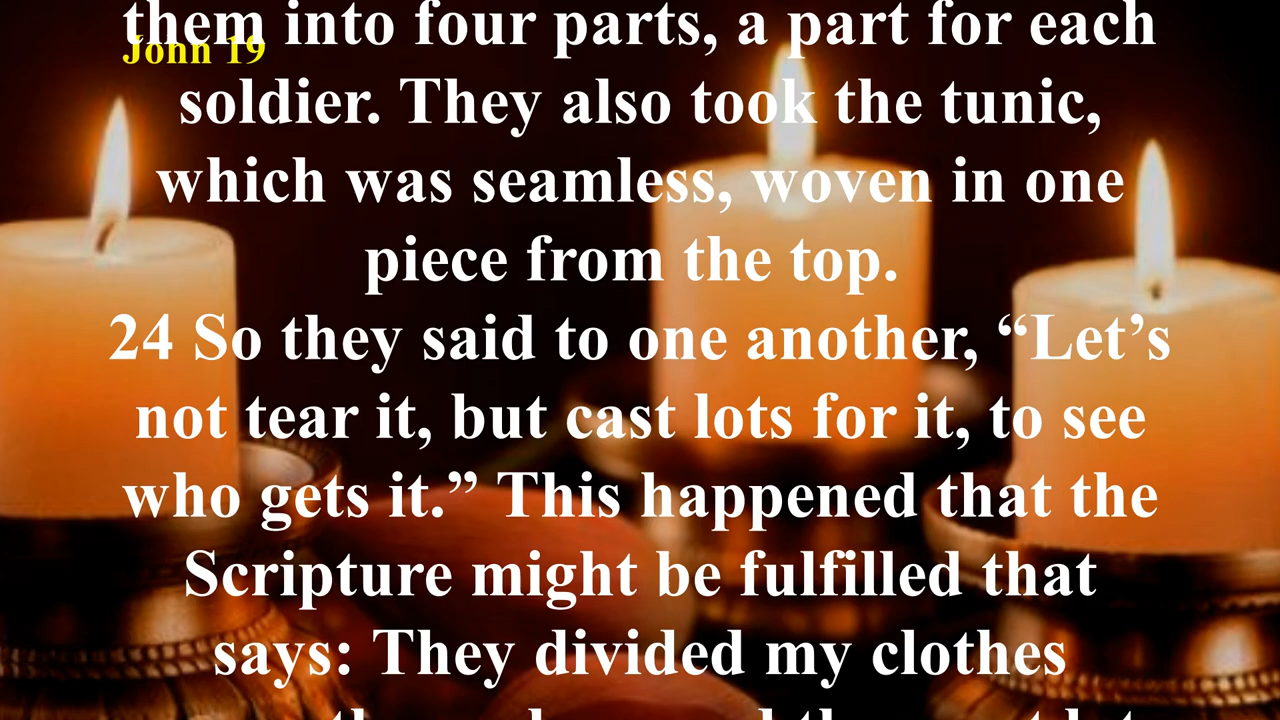 them into four parts, a part for each
John 19
soldier. They also took the tunic,
which was seamless, woven in one
piece from the top.
24 So they said to one another, “Let’s
not tear it, but cast lots for it, to see
who gets it.” This happened that the
Scripture might be fulfilled that
says: They divided my clothes